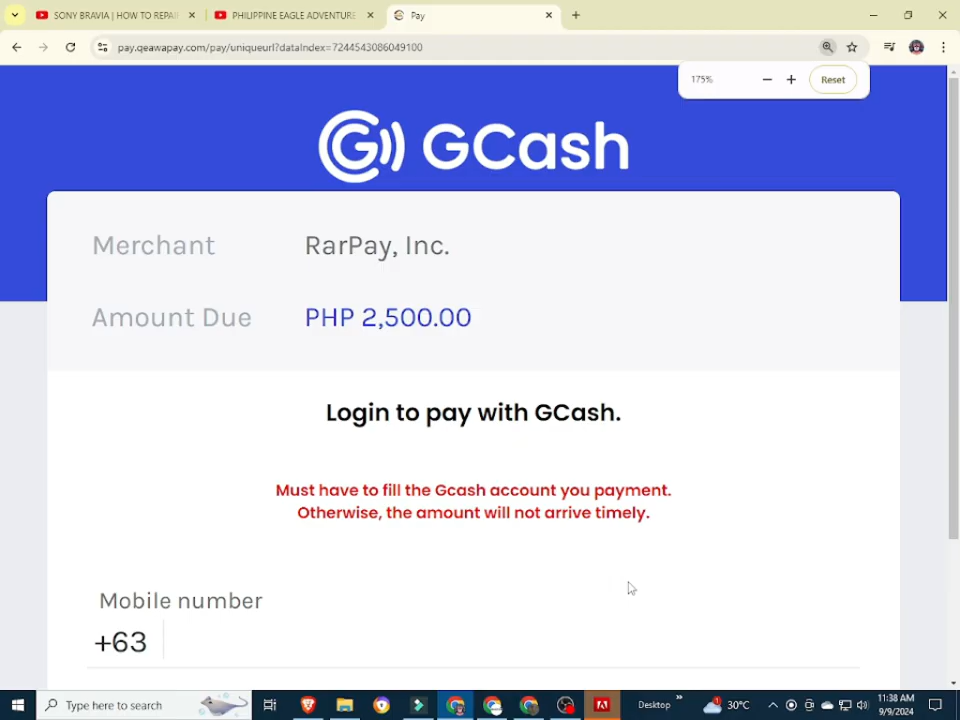 SONY BRAVIA | HOW TO REPAI
PHILIPPINE EAGLE ADVENTURE
Pay
pay.qeawapay.com/pay/uniqueurl?dataIndex=7244543086049100
175%
Reset
GCash
Merchant RarPay, Inc.
Amount Due PHP 2,500.00
Login to pay with GCash.
Must have to fill the Gcash account you payment.
Otherwise, the amount will not arrive timely.
Mobile number
+63
Type here to search
Desktop
30°C
11:38 AM
9/9/2024